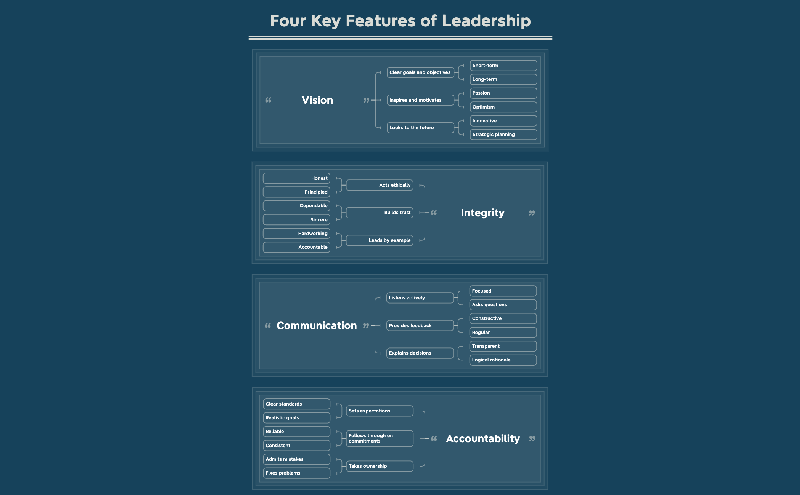 Four Key Features of Leadership
Vision
Clear goals and objectives
Short-term
Long-term
Inspires and motivates
Passion
Optimism
Looks to the future
Innovative
Strategic planning
Integrity
Acts ethically
Honest
Principled
Builds trust
Dependable
Sincere
Leads by example
Hardworking
Accountable
Communication
Listens actively
Focused
Asks questions
Provides feedback
Constructive
Regular
Explains decisions
Transparent
Logical rationale
Accountability
Sets expectations
Clear standards
Realistic goals
Follows through on
commitments
Reliable
Consistent
Takes ownership
Admits mistakes
Fixes problems